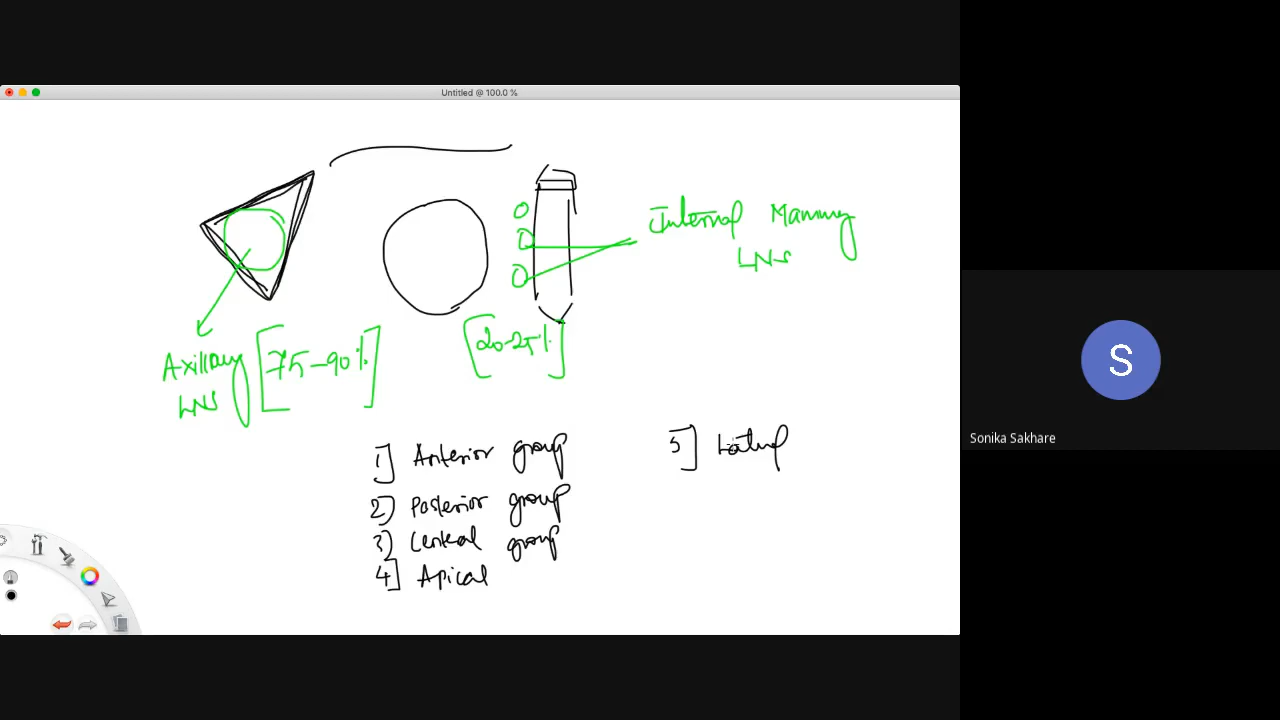 Untitled @ 100.0 %
Internal Mammry
LNS
Axillary [75-90%]
LNS
[20-25%]
1] Anterior group
2) Posterior group
3) Central group
4] Apical
5] Lateral
S
Sonika Sakhare